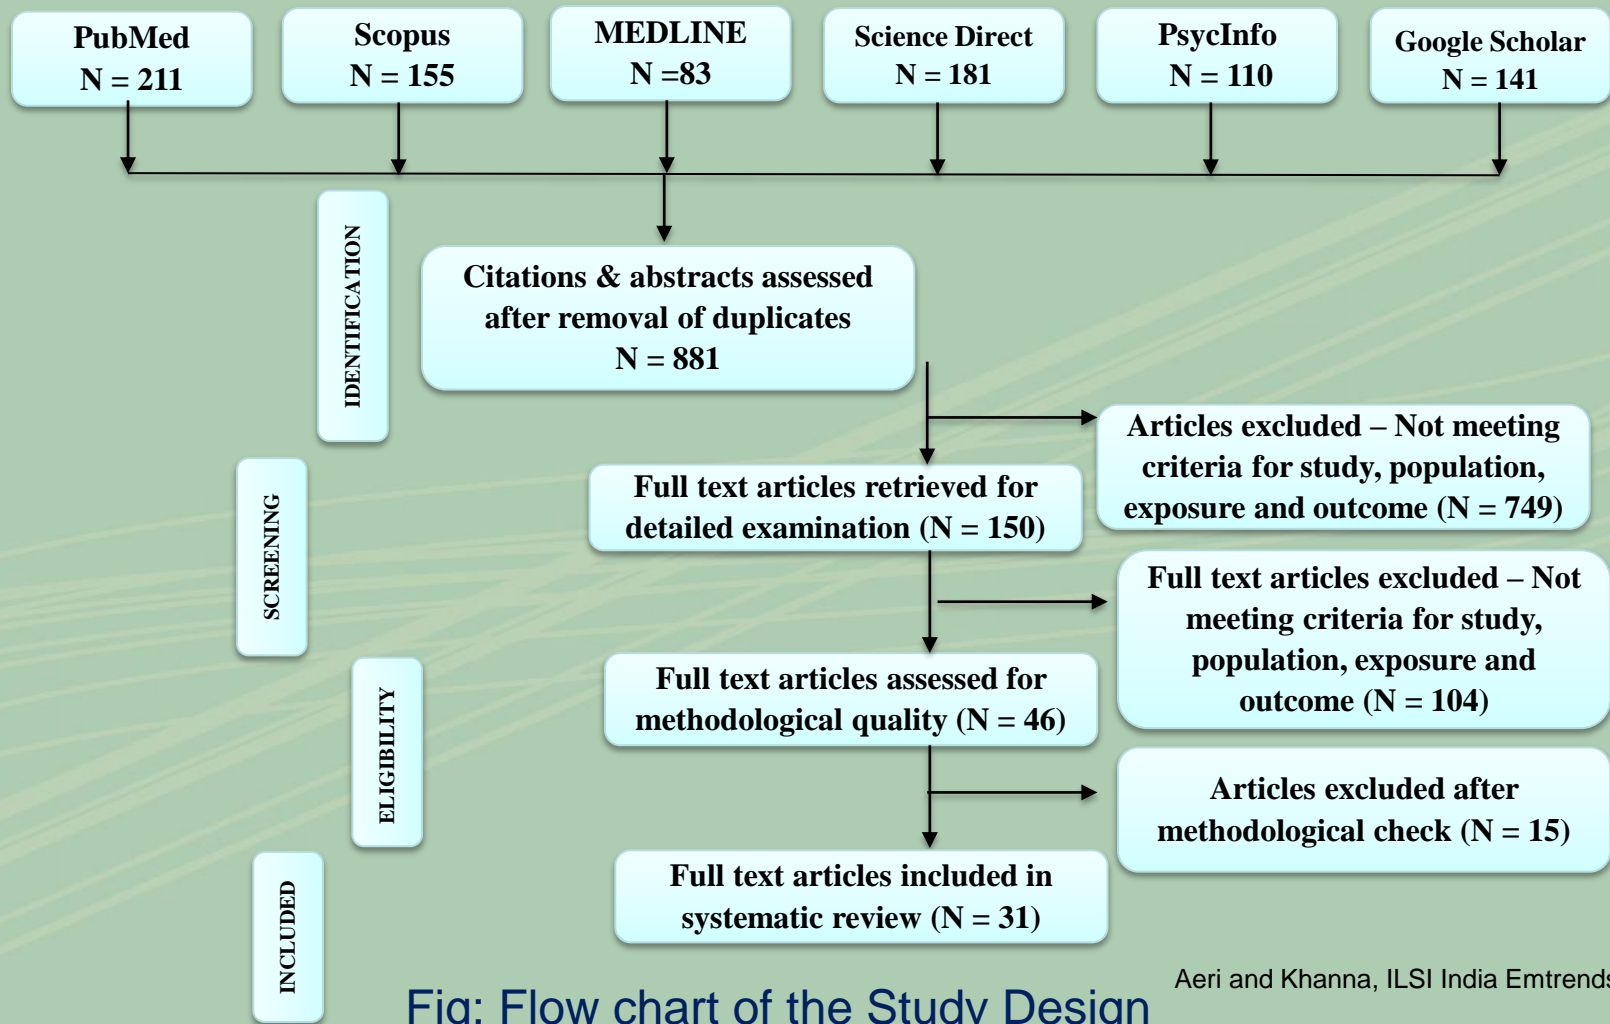 PubMed
N = 211
Scopus
N = 155
MEDLINE
N =83
Science Direct
N = 181
PsycInfo
N = 110
Google Scholar
N = 141
IDENTIFICATION
Citations & abstracts assessed
after removal of duplicates
N = 881
Articles excluded – Not meeting
criteria for study, population,
exposure and outcome (N = 749)
SCREENING
Full text articles retrieved for
detailed examination (N = 150)
Full text articles excluded – Not
meeting criteria for study,
population, exposure and
outcome (N = 104)
ELIGIBILITY
Full text articles assessed for
methodological quality (N = 46)
Articles excluded after
methodological check (N = 15)
INCLUDED
Full text articles included in
systematic review (N = 31)
Aeri and Khanna, ILSI India Emtrends
Fig: Flow chart of the Study Design